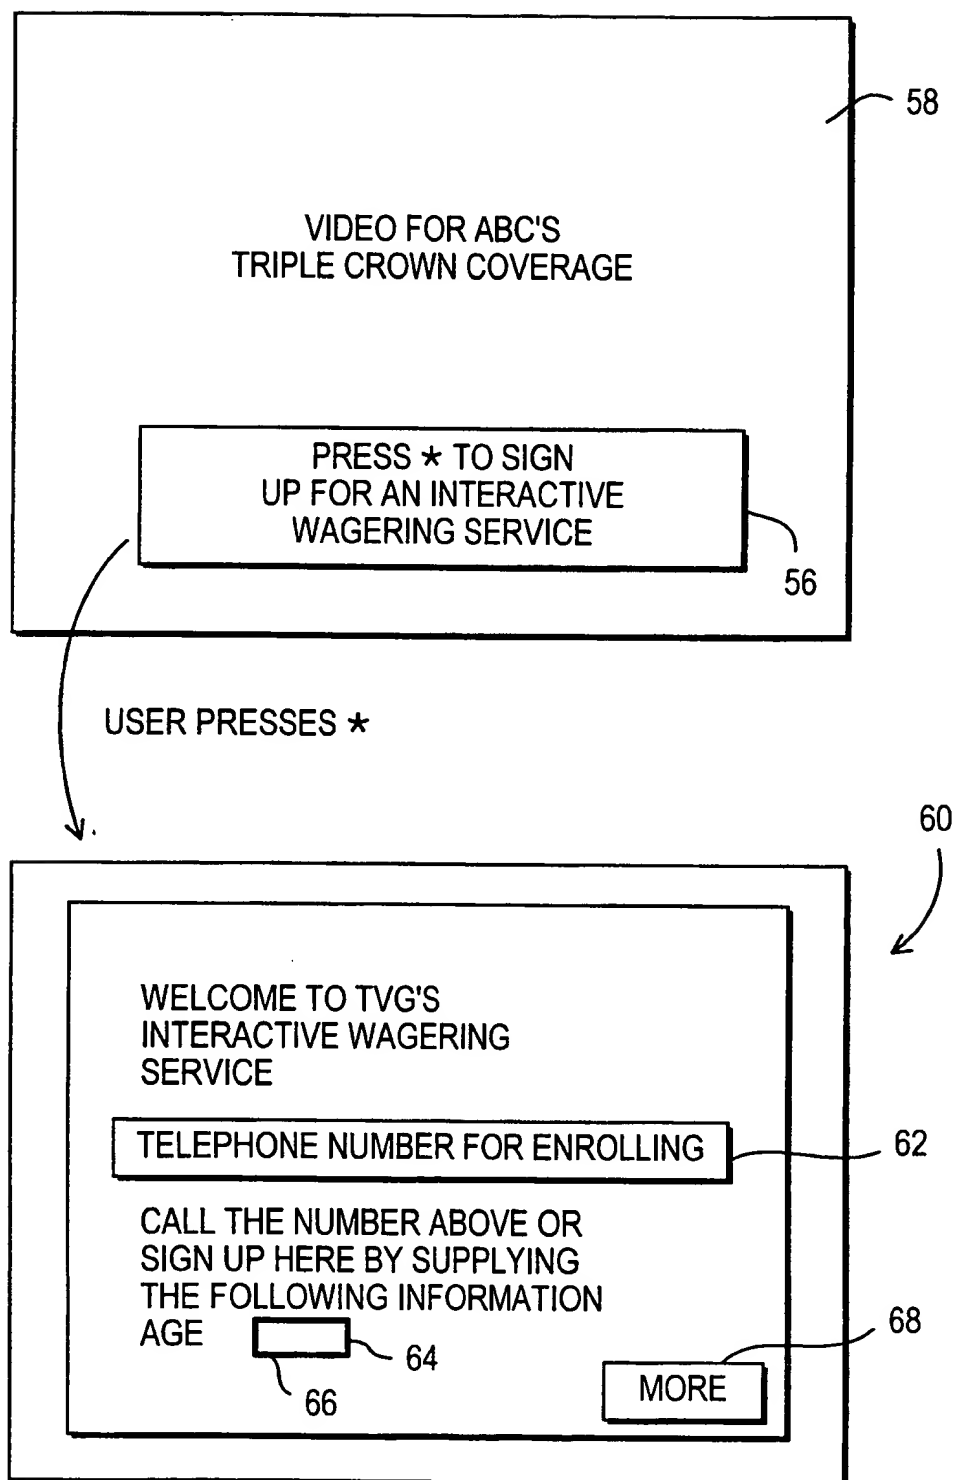 58
VIDEO FOR ABC'S
TRIPLE CROWN COVERAGE
PRESS * TO SIGN
UP FOR AN INTERACTIVE
WAGERING SERVICE
56
USER PRESSES *
60
WELCOME TO TVG'S
INTERACTIVE WAGERING
SERVICE
TELEPHONE NUMBER FOR ENROLLING
62
CALL THE NUMBER ABOVE OR
SIGN UP HERE BY SUPPLYING
THE FOLLOWING INFORMATION
AGE
64
66
68
MORE